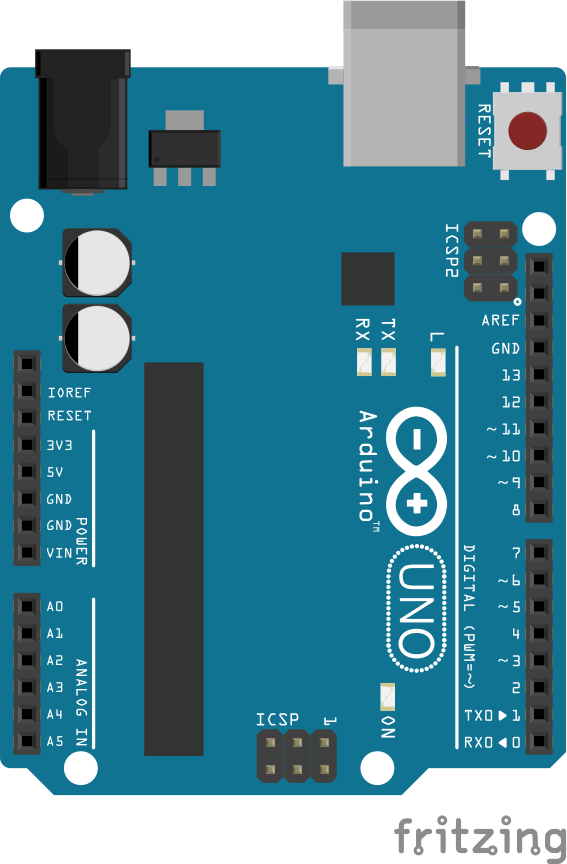 RESET
ICSP2
AREF
GND
13
12
~11
~10
~9
8
RX
TX
L
IOREF
RESET
3V3
5V
GND
GND
VIN
POWER
Arduino™
UNO
7
~6
~5
4
~3
2
TX0▶1
RX0◀0
DIGITAL (PWM=~)
A0
A1
A2
A3
A4
A5
ANALOG IN
ICSP
1
ON
fritzing